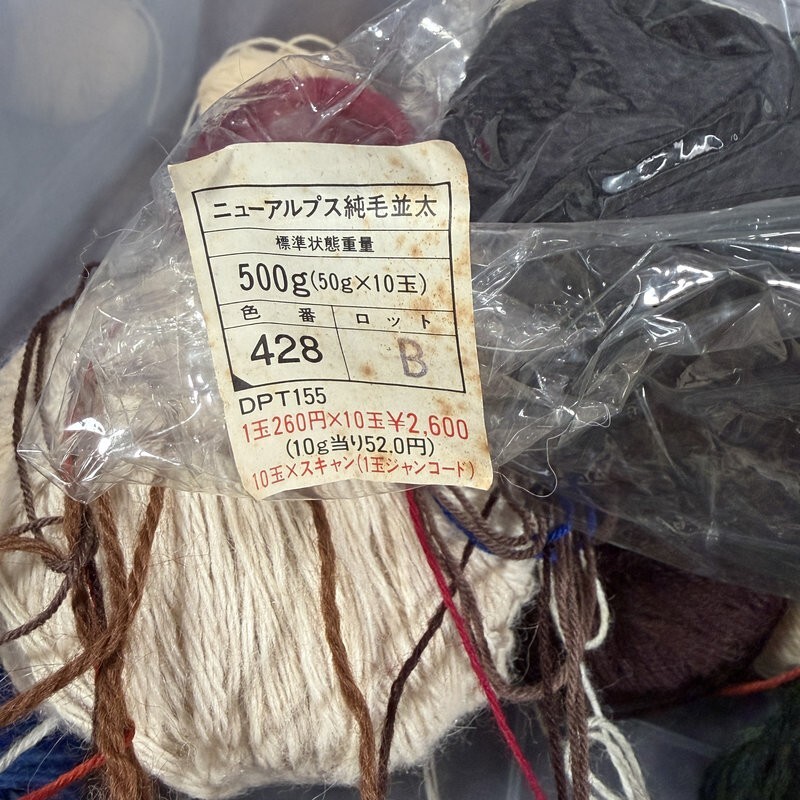 ニューアルプス純毛並太
標準状態重量
500g(50g×10玉)
色番 ロット
428 B
DPT155
1玉260円×10玉¥2,600
(10g当り52.0円)
10玉×スキャン(1玉ジャンコード)